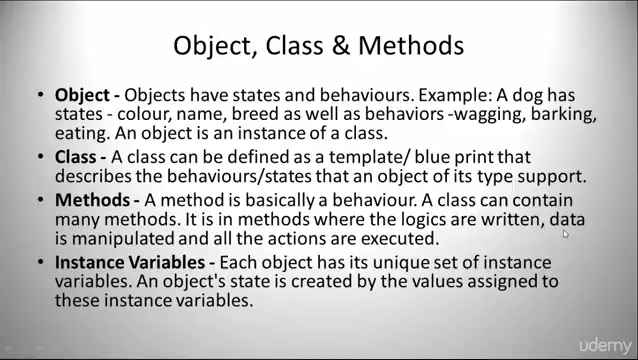 Object, Class & Methods
• Object - Objects have states and behaviours. Example: A dog has
states - colour, name, breed as well as behaviors -wagging, barking,
eating. An object is an instance of a class.
• Class - A class can be defined as a template/ blue print that
describes the behaviours/states that an object of its type support.
• Methods - A method is basically a behaviour. A class can contain
many methods. It is in methods where the logics are written, data
is manipulated and all the actions are executed.
• Instance Variables - Each object has its unique set of instance
variables. An object's state is created by the values assigned to
these instance variables.
udemy